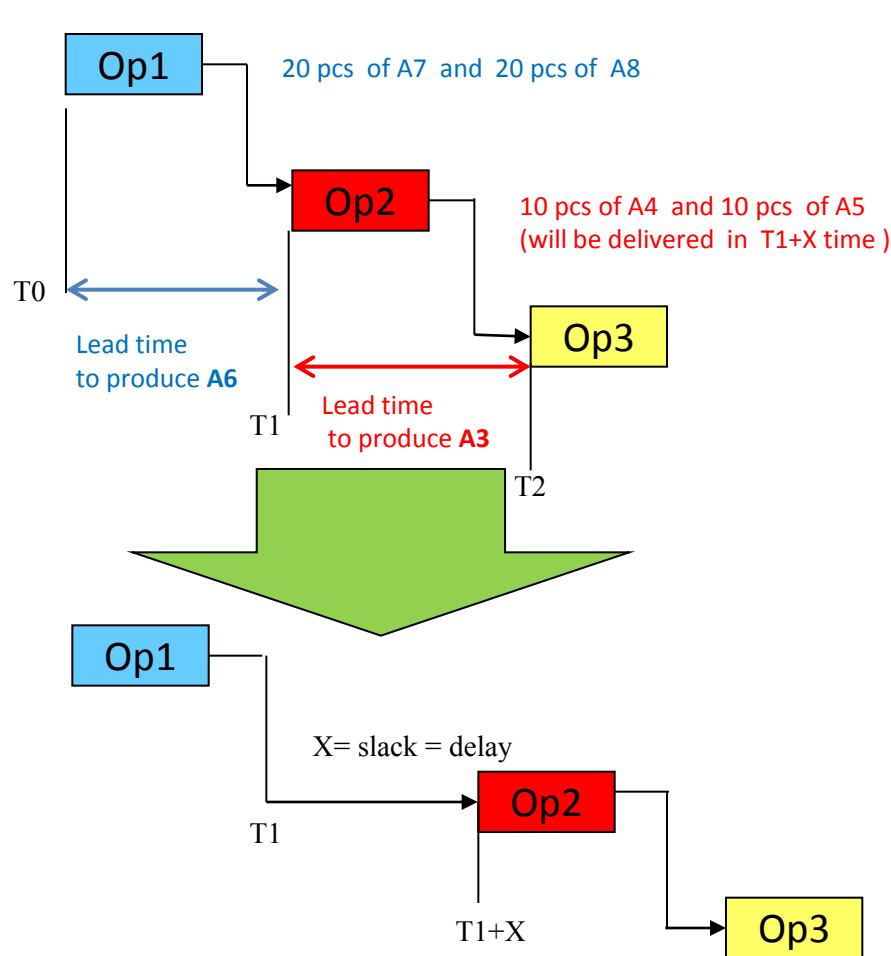 Op1
20 pcs of A7 and 20 pcs of A8
Op2
10 pcs of A4 and 10 pcs of A5
(will be delivered in T1+X time )
T0
Op3
Lead time
to produce A6
Lead time
to produce A3
T1
T2
Op1
X= slack = delay
Op2
T1
T1+X
Op3